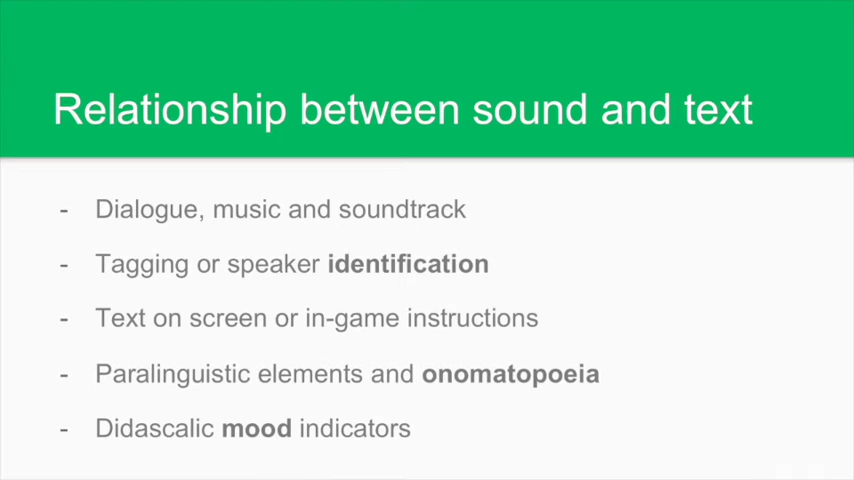 Relationship between sound and text
- Dialogue, music and soundtrack
- Tagging or speaker identification
- Text on screen or in-game instructions
- Paralinguistic elements and onomatopoeia
- Didascalic mood indicators